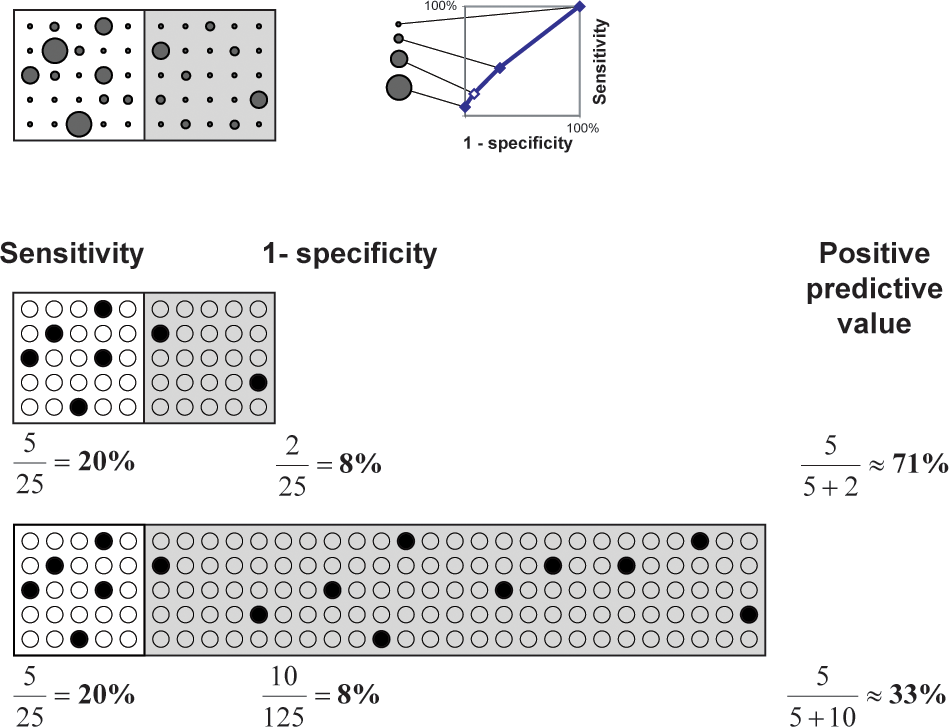 100%
Sensitivity
100%
1 - specificity
Sensitivity
1- specificity
Positive
predictive
value
5/25 = 20%
2/25 = 8%
5/(5 + 2) ≈ 71%
5/25 = 20%
10/125 = 8%
5/(5 + 10) ≈ 33%